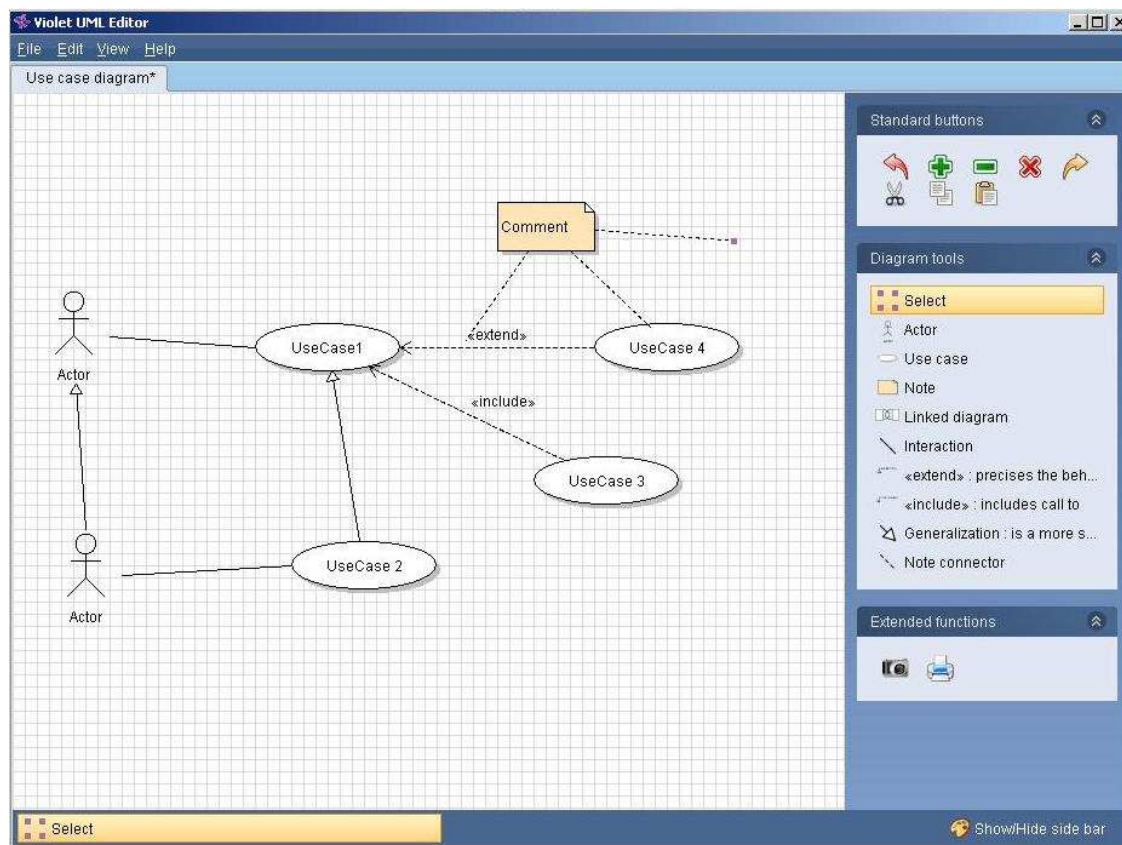 Violet UML Editor
File Edit View Help
Use case diagram*
Standard buttons
Comment
Diagram tools
Select
Actor
Use case
Note
Linked diagram
Interaction
«extend» : precises the beh...
«include» : includes call to
Generalization : is a more s...
Note connector
Extended functions
«extend»
UseCase1
UseCase 4
Actor
«include»
UseCase 3
UseCase 2
Actor
Select
Show/Hide side bar